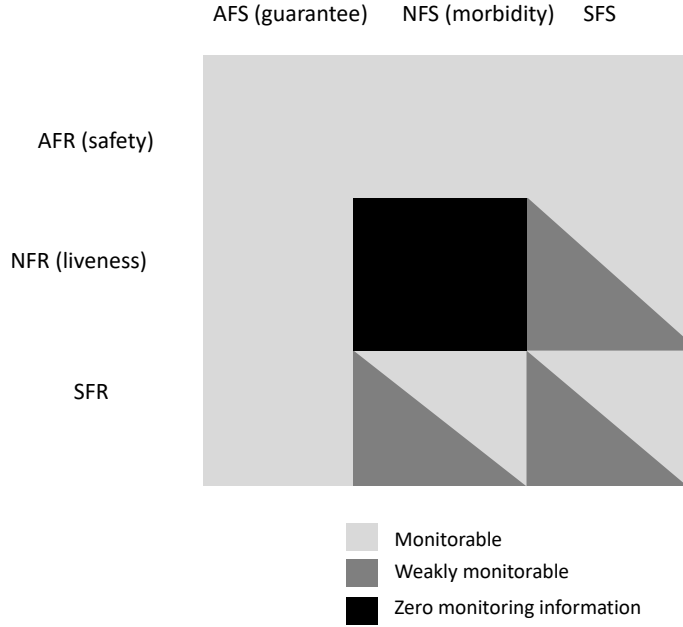 AFS (guarantee) NFS (morbidity) SFS
AFR (safety)
NFR (liveness)
SFR
Monitorable
Weakly monitorable
Zero monitoring information